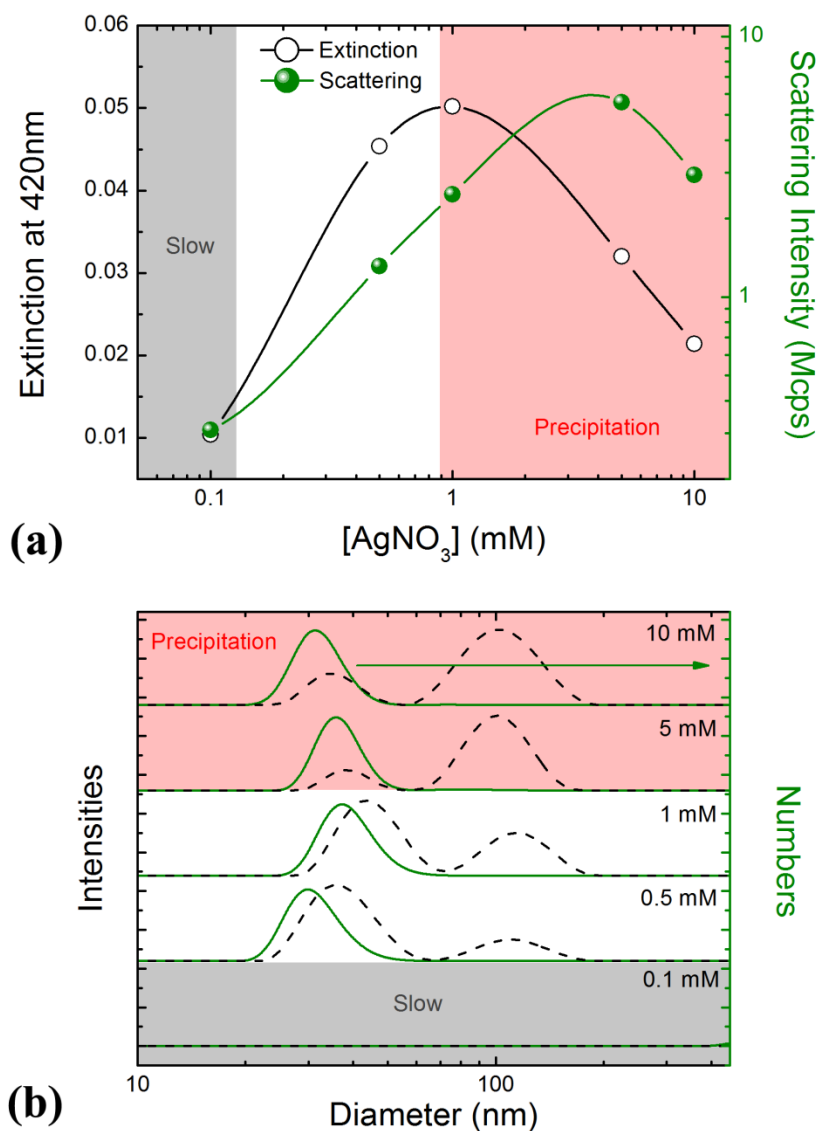 0.06
0.05
0.04
0.03
0.02
0.01
Extinction at 420nm
Extinction
Scattering
Slow
Precipitation
10
1
Scattering Intensity (Mcps)
0.1
1
10
[AgNO₃] (mM)
(a)
Precipitation
10 mM
5 mM
1 mM
0.5 mM
0.1 mM
Slow
Intensities
Numbers
10
100
Diameter (nm)
(b)